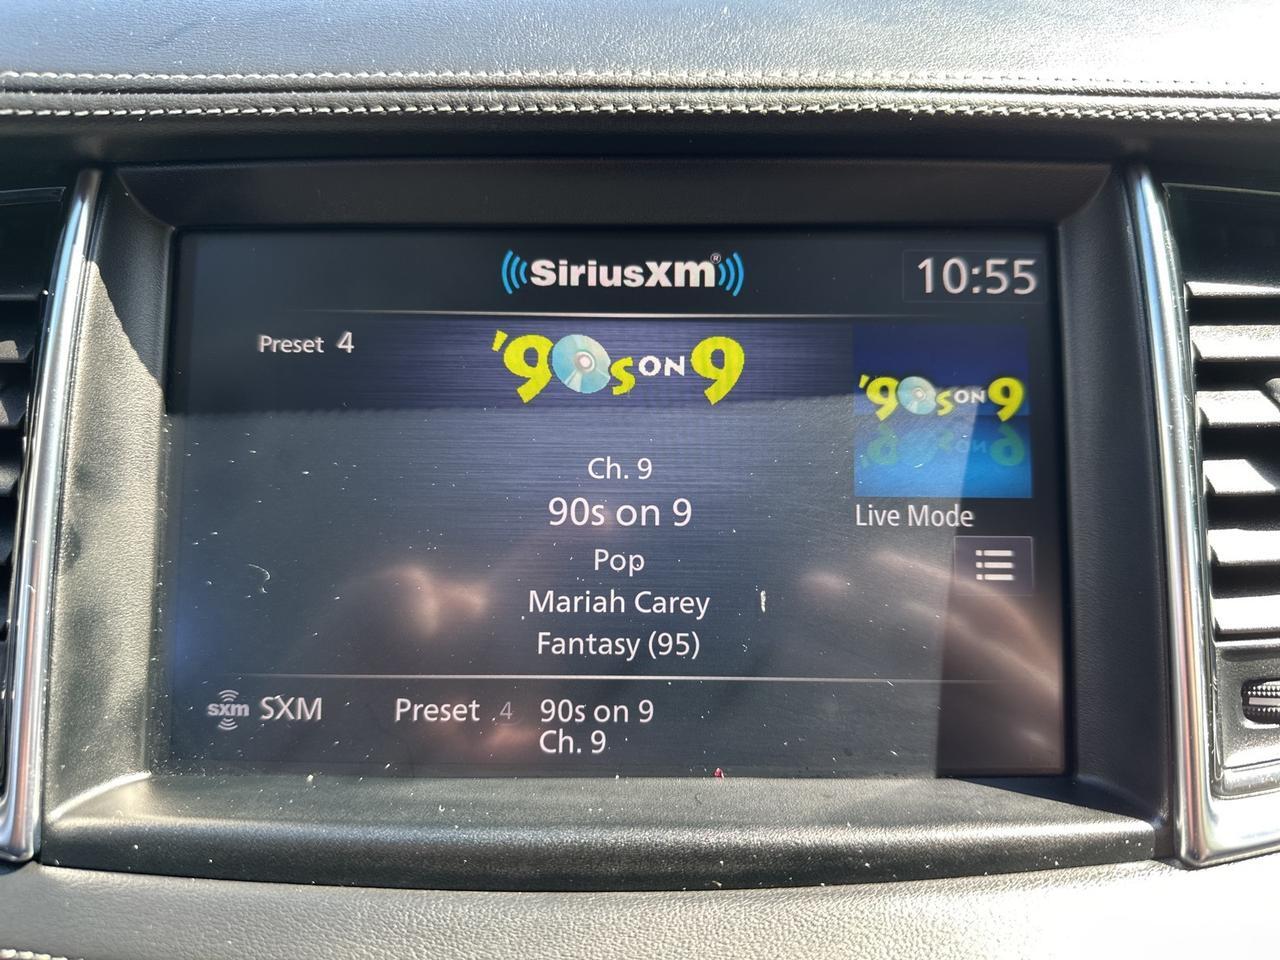 SiriusXM®
10:55
Preset 4
'90s ON 9
'90s ON 9
Ch. 9
90s on 9
Live Mode
Pop
Mariah Carey
Fantasy (95)
sxm SXM
Preset 4
90s on 9
Ch. 9